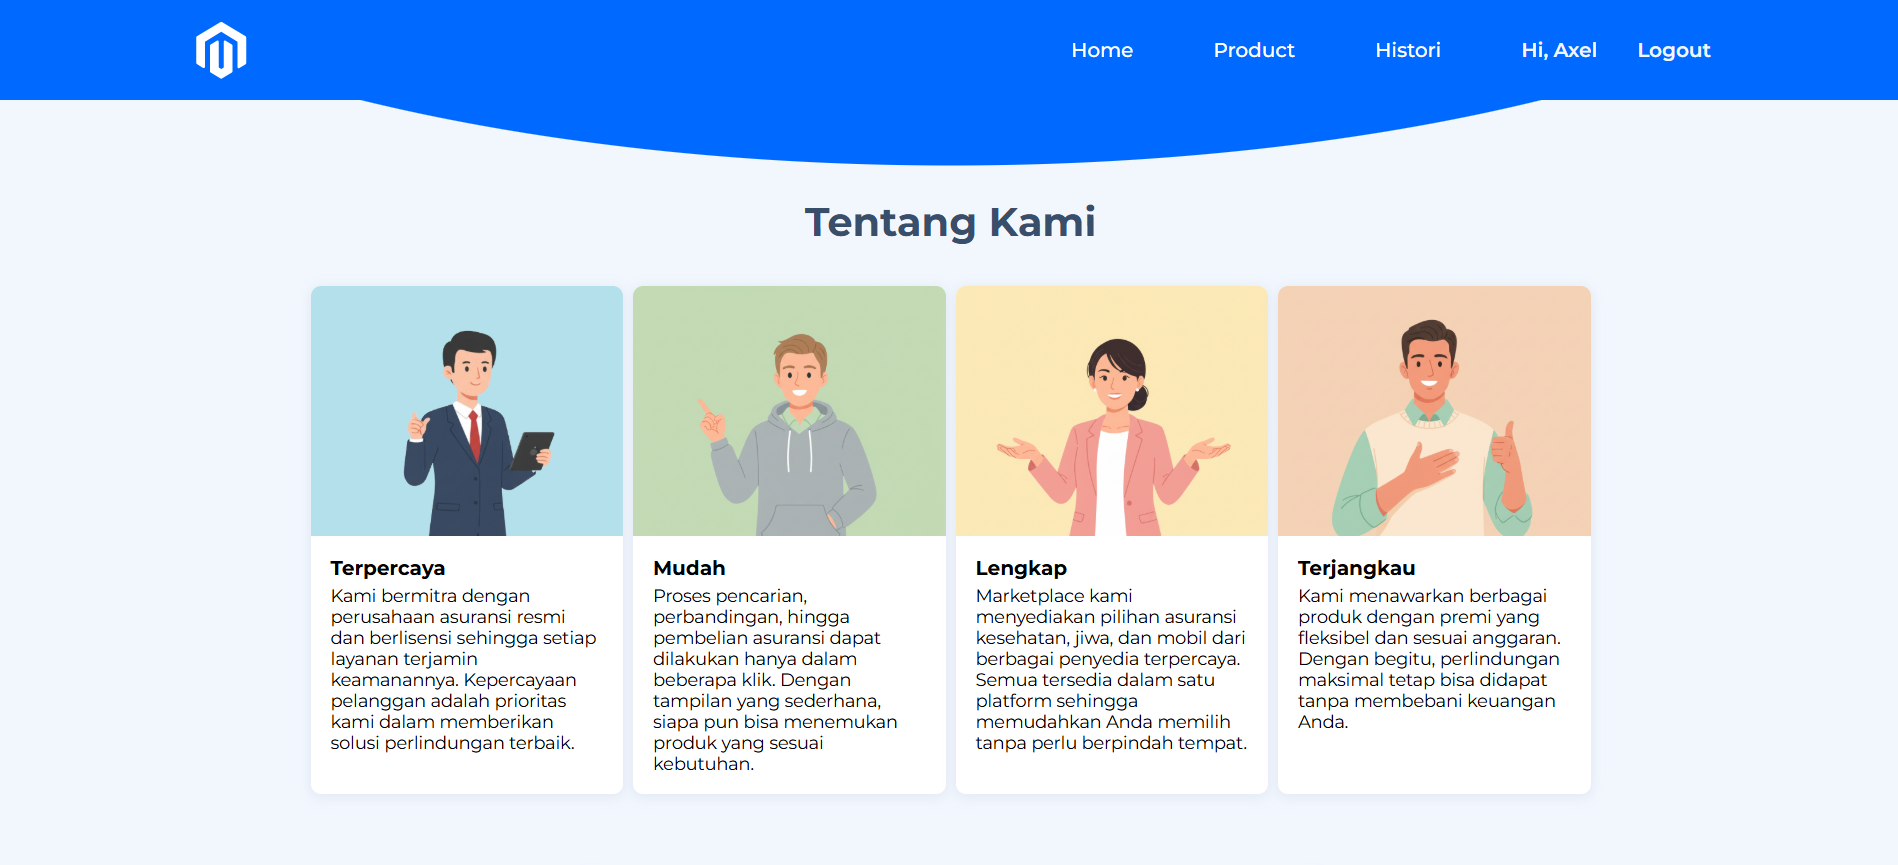 Home Product Histori Hi, Axel Logout
Tentang Kami
Terpercaya
Kami bermitra dengan
perusahaan asuransi resmi
dan berlisensi sehingga setiap
layanan terjamin
keamanannya. Kepercayaan
pelanggan adalah prioritas
kami dalam memberikan
solusi perlindungan terbaik.
Mudah
Proses pencarian,
perbandingan, hingga
pembelian asuransi dapat
dilakukan hanya dalam
beberapa klik. Dengan
tampilan yang sederhana,
siapa pun bisa menemukan
produk yang sesuai
kebutuhan.
Lengkap
Marketplace kami
menyediakan pilihan asuransi
kesehatan, jiwa, dan mobil dari
berbagai penyedia terpercaya.
Semua tersedia dalam satu
platform sehingga
memudahkan Anda memilih
tanpa perlu berpindah tempat.
Terjangkau
Kami menawarkan berbagai
produk dengan premi yang
fleksibel dan sesuai anggaran.
Dengan begitu, perlindungan
maksimal tetap bisa didapat
tanpa membebani keuangan
Anda.